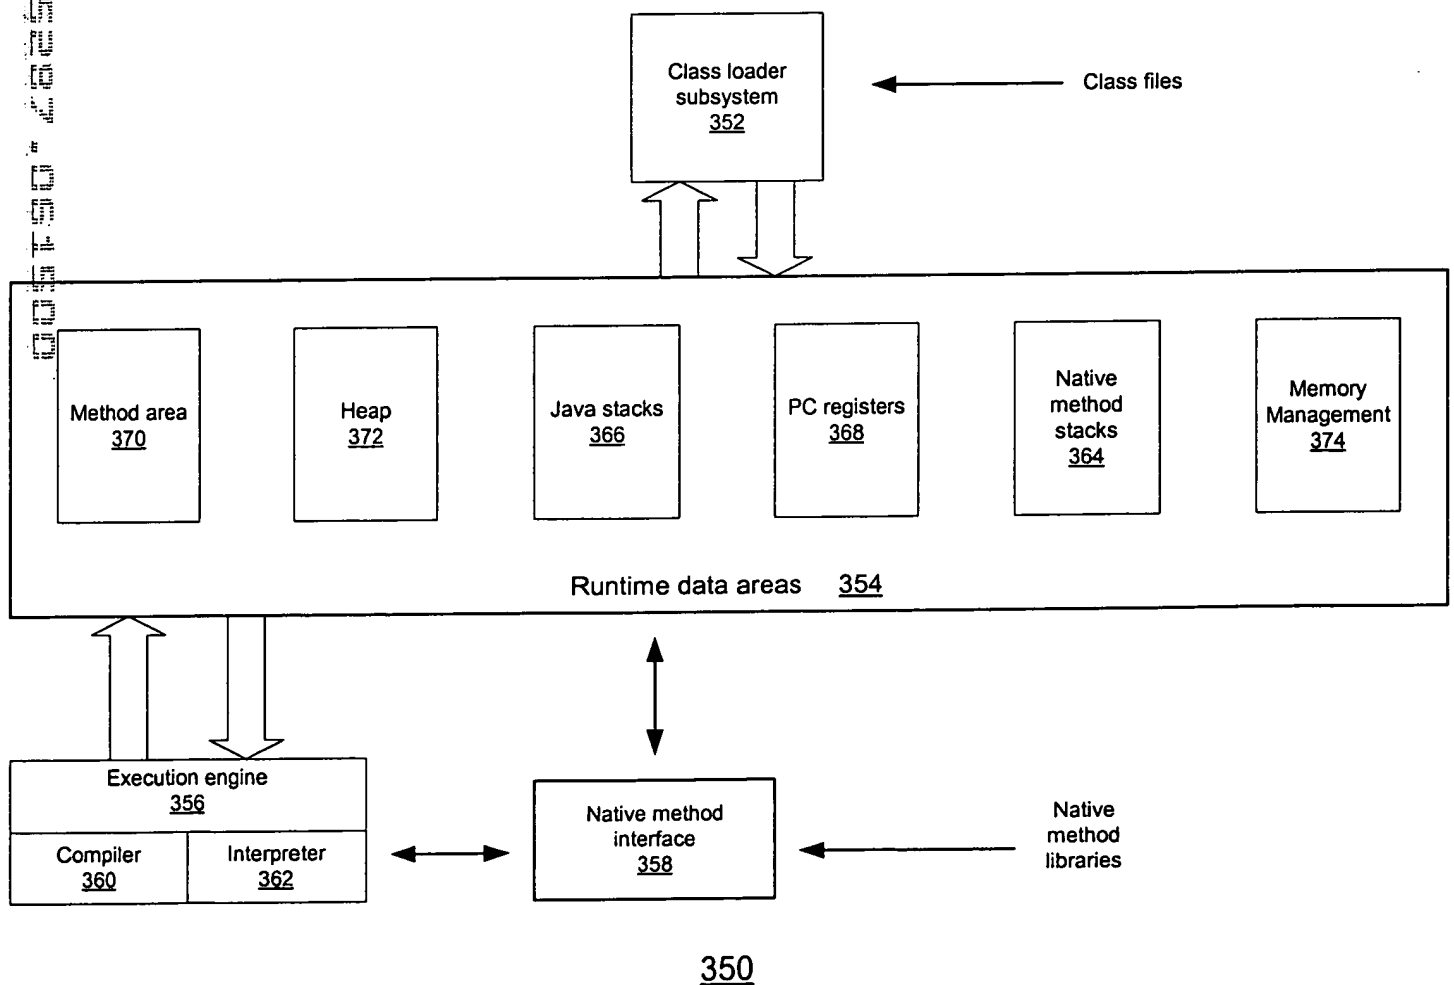 Class loader
subsystem
352
Class files
Method area
370
Heap
372
Java stacks
366
PC registers
368
Native
method
stacks
364
Memory
Management
374
Runtime data areas 354
Execution engine
356
Compiler
360
Interpreter
362
Native method
interface
358
Native
method
libraries
350